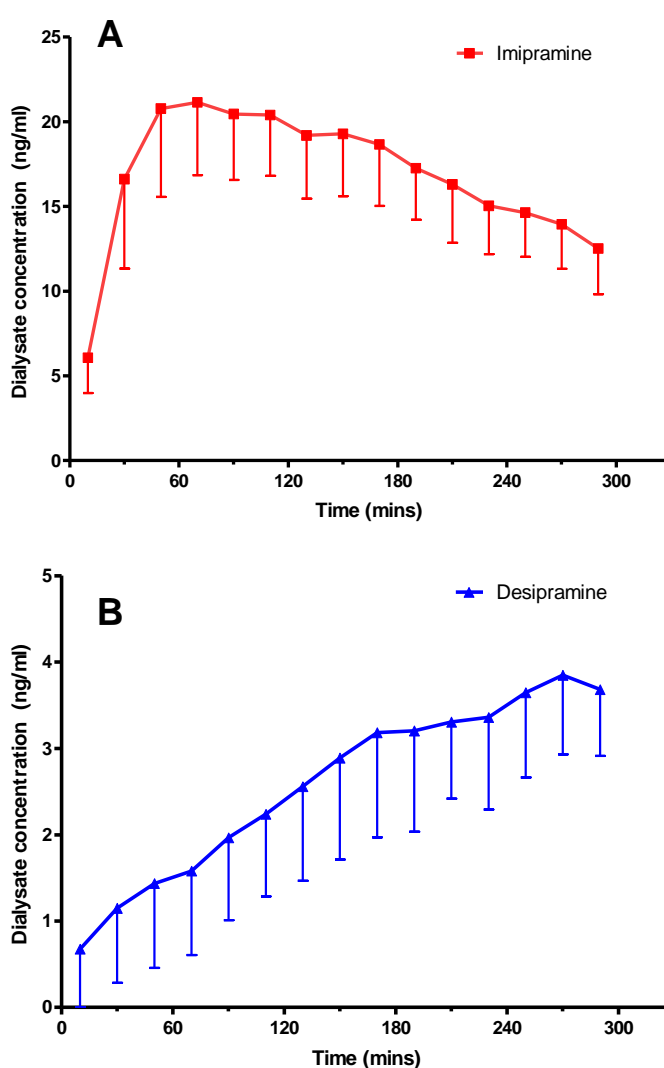 A
Imipramine
Dialysate concentration (ng/ml)
25
20
15
10
5
0
0 60 120 180 240 300
Time (mins)
B
Desipramine
Dialysate concentration (ng/ml)
5
4
3
2
1
0
0 60 120 180 240 300
Time (mins)